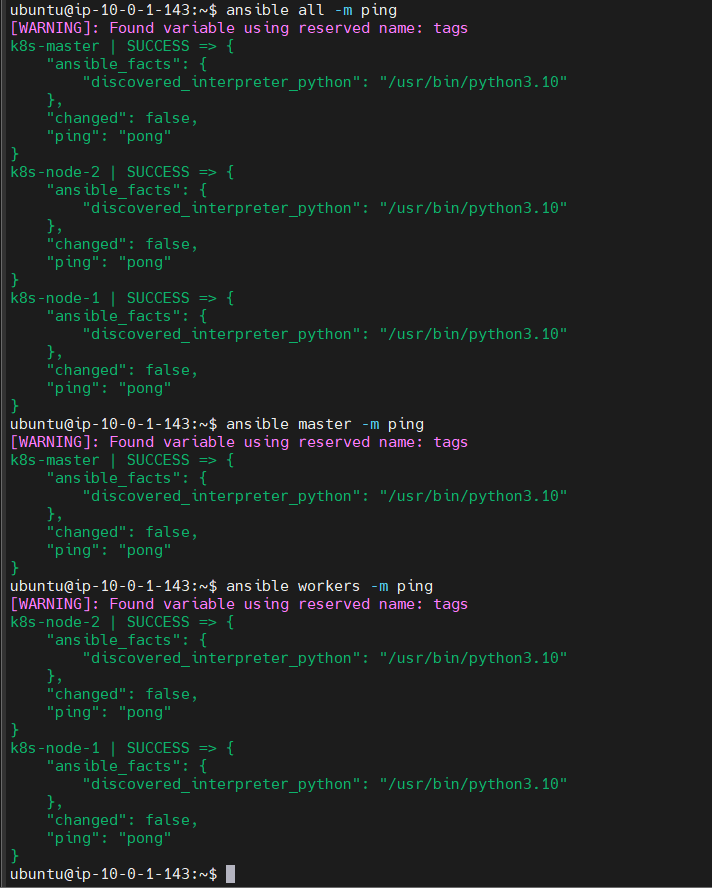 ubuntu@ip-10-0-1-143:~$ ansible all -m ping
[WARNING]: Found variable using reserved name: tags
k8s-master | SUCCESS => {
    "ansible_facts": {
        "discovered_interpreter_python": "/usr/bin/python3.10"
    },
    "changed": false,
    "ping": "pong"
}
k8s-node-2 | SUCCESS => {
    "ansible_facts": {
        "discovered_interpreter_python": "/usr/bin/python3.10"
    },
    "changed": false,
    "ping": "pong"
}
k8s-node-1 | SUCCESS => {
    "ansible_facts": {
        "discovered_interpreter_python": "/usr/bin/python3.10"
    },
    "changed": false,
    "ping": "pong"
}
ubuntu@ip-10-0-1-143:~$ ansible master -m ping
[WARNING]: Found variable using reserved name: tags
k8s-master | SUCCESS => {
    "ansible_facts": {
        "discovered_interpreter_python": "/usr/bin/python3.10"
    },
    "changed": false,
    "ping": "pong"
}
ubuntu@ip-10-0-1-143:~$ ansible workers -m ping
[WARNING]: Found variable using reserved name: tags
k8s-node-2 | SUCCESS => {
    "ansible_facts": {
        "discovered_interpreter_python": "/usr/bin/python3.10"
    },
    "changed": false,
    "ping": "pong"
}
k8s-node-1 | SUCCESS => {
    "ansible_facts": {
        "discovered_interpreter_python": "/usr/bin/python3.10"
    },
    "changed": false,
    "ping": "pong"
}
ubuntu@ip-10-0-1-143:~$